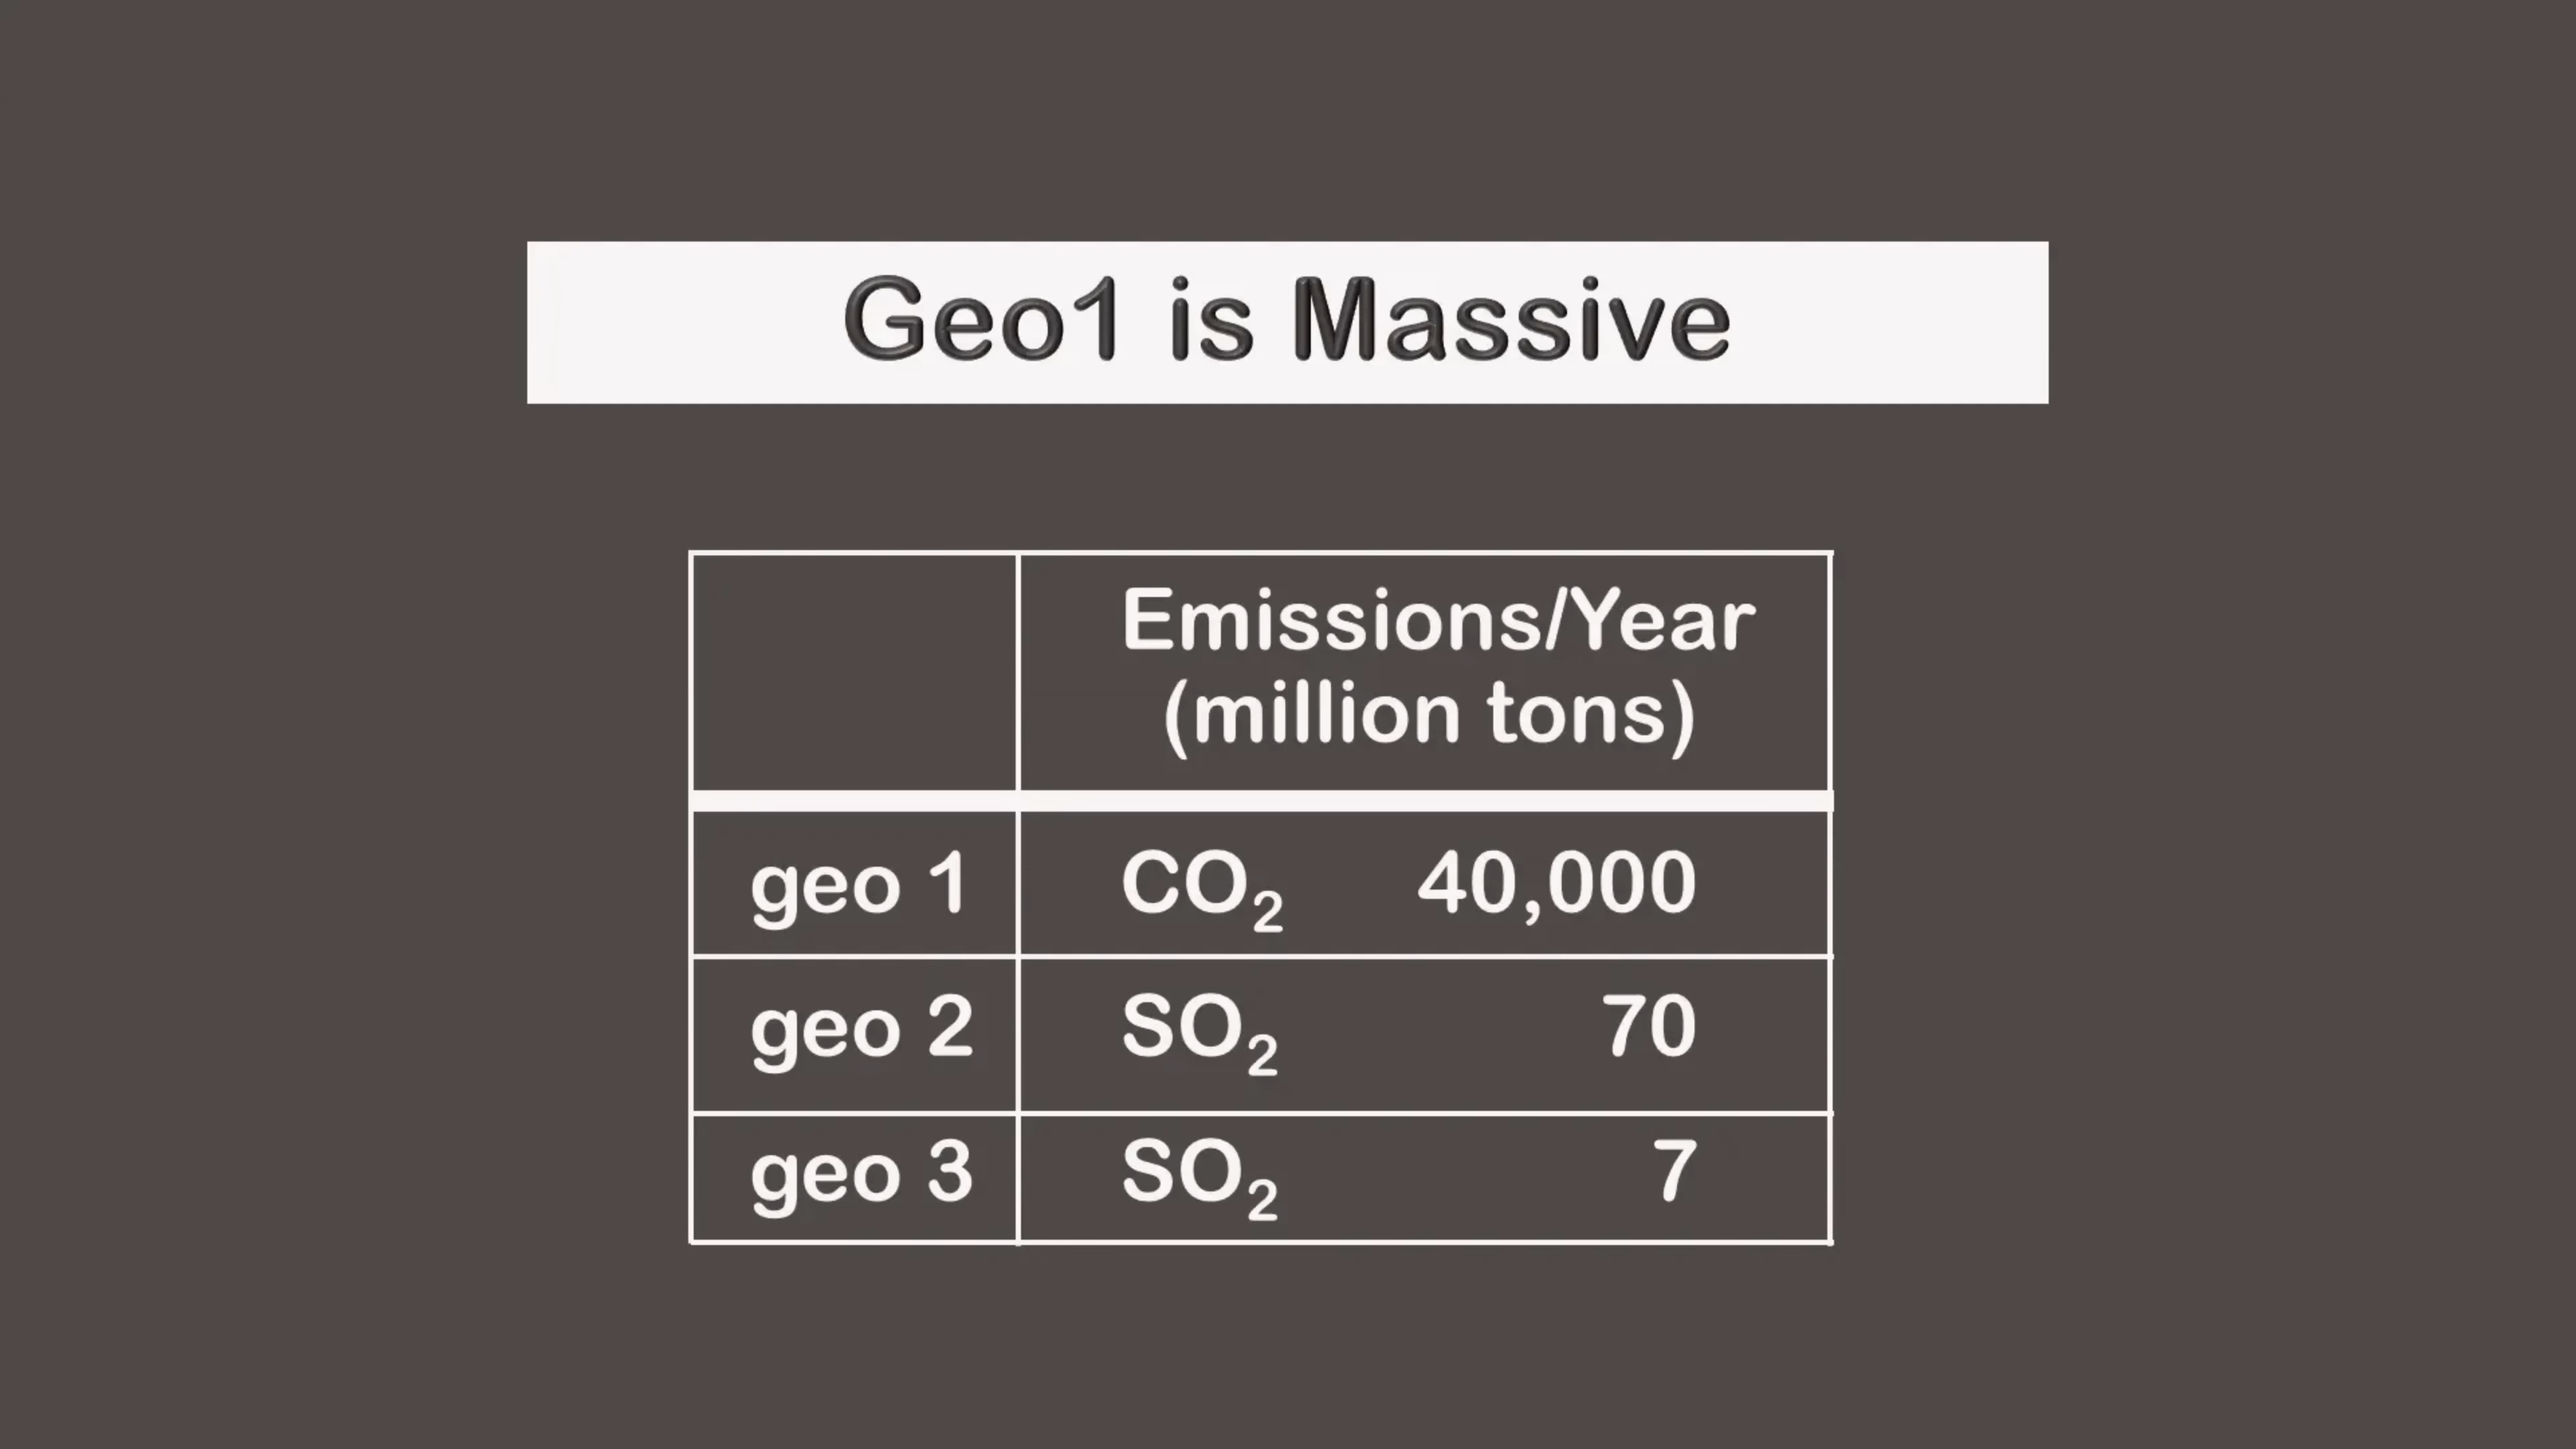 Geo1 is Massive
Emissions/Year
(million tons)
geo 1 CO₂ 40,000
geo 2 SO₂ 70
geo 3 SO₂ 7